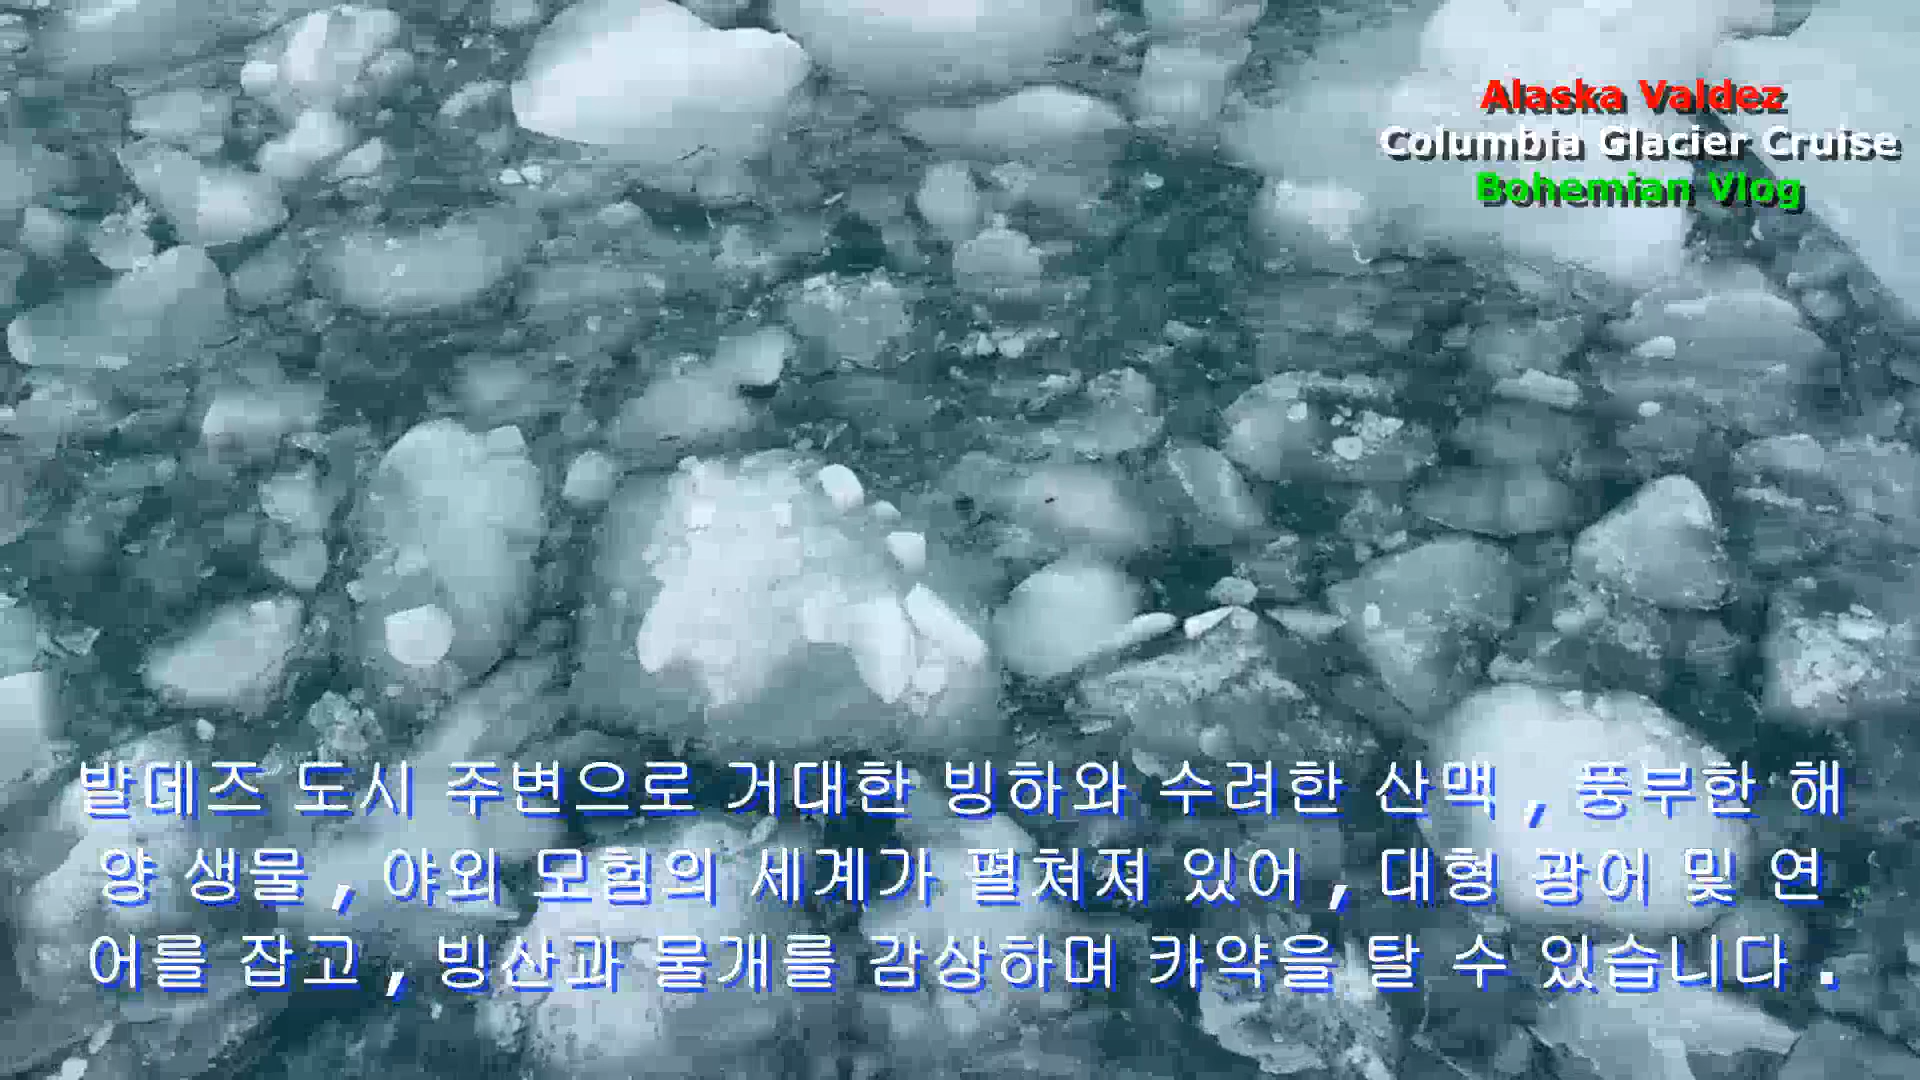 Alaska Valdez
Columbia Glacier Cruise
Bohemian Vlog
발데즈 도시 주변으로 거대한 빙하와 수려한 산맥 , 풍부한 해
양 생물 , 야외 모험의 세계가 펼쳐져 있어 , 대형 광어 및 연
어를 잡고 , 빙산과 물개를 감상하며 카약을 탈 수 있습니다 .